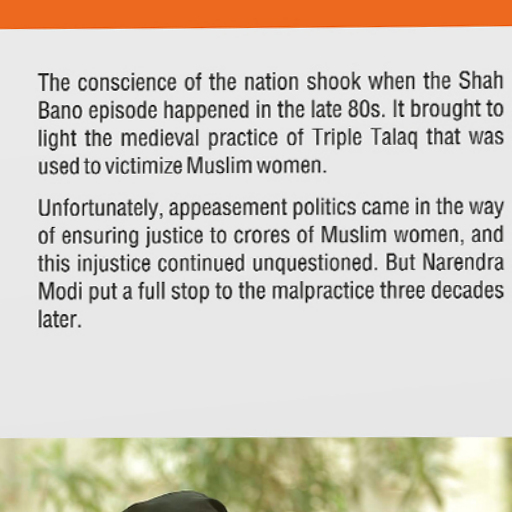 The conscience of the nation shook when the Shah
Bano episode happened in the late 80s. It brought to
light the medieval practice of Triple Talaq that was
used to victimize Muslim women.
Unfortunately, appeasement politics came in the way
of ensuring justice to crores of Muslim women, and
this injustice continued unquestioned. But Narendra
Modi put a full stop to the malpractice three decades
later.